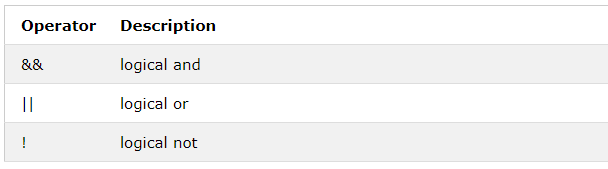 Operator Description
&& logical and
|| logical or
! logical not